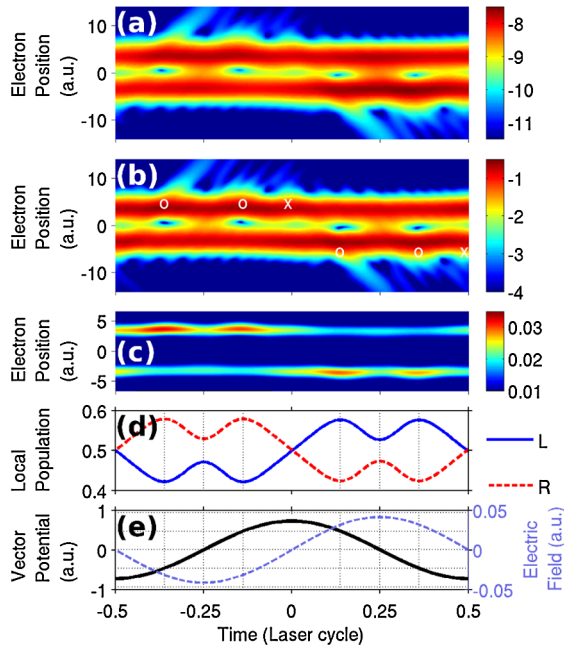 (a)
Electron
Position
(a.u.)
10
0
-10
-8
-9
-10
-11
(b)
Electron
Position
(a.u.)
10
0
-10
o o x
o o x
-1
-2
-3
-4
(c)
Electron
Position
(a.u.)
5
0
-5
0.03
0.02
0.01
(d)
Local
Population
0.6
0.5
0.4
L
R
(e)
Vector
Potential
(a.u.)
1
0
-1
0.05
0
-0.05
Electric
Field (a.u.)
-0.5 -0.25 0 0.25 0.5
Time (Laser cycle)